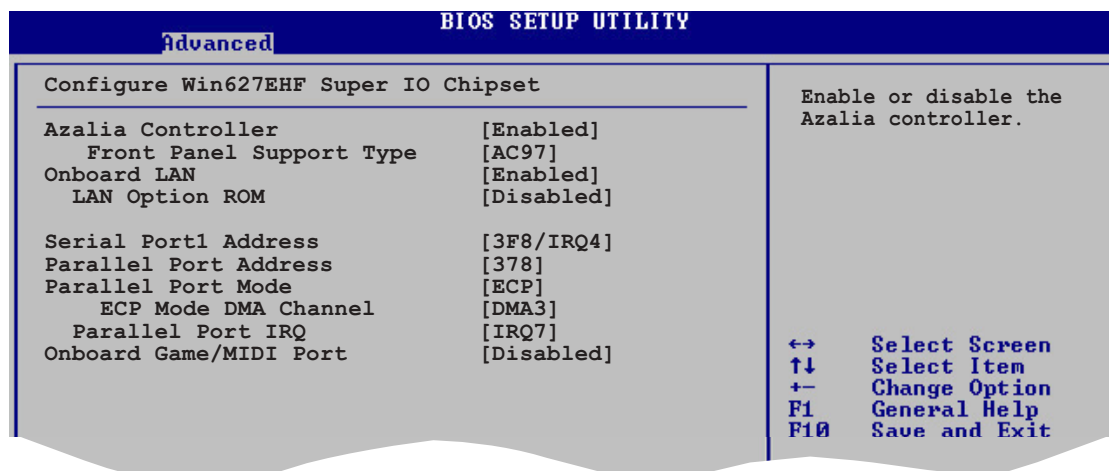 BIOS SETUP UTILITY
Advanced
Configure Win627EHF Super IO Chipset
Azalia Controller [Enabled]
Front Panel Support Type [AC97]
Onboard LAN [Enabled]
LAN Option ROM [Disabled]
Serial Port1 Address [3F8/IRQ4]
Parallel Port Address [378]
Parallel Port Mode [ECP]
ECP Mode DMA Channel [DMA3]
Parallel Port IRQ [IRQ7]
Onboard Game/MIDI Port [Disabled]
Enable or disable the
Azalia controller.
←→ Select Screen
↑↓ Select Item
+- Change Option
F1 General Help
F10 Save and Exit